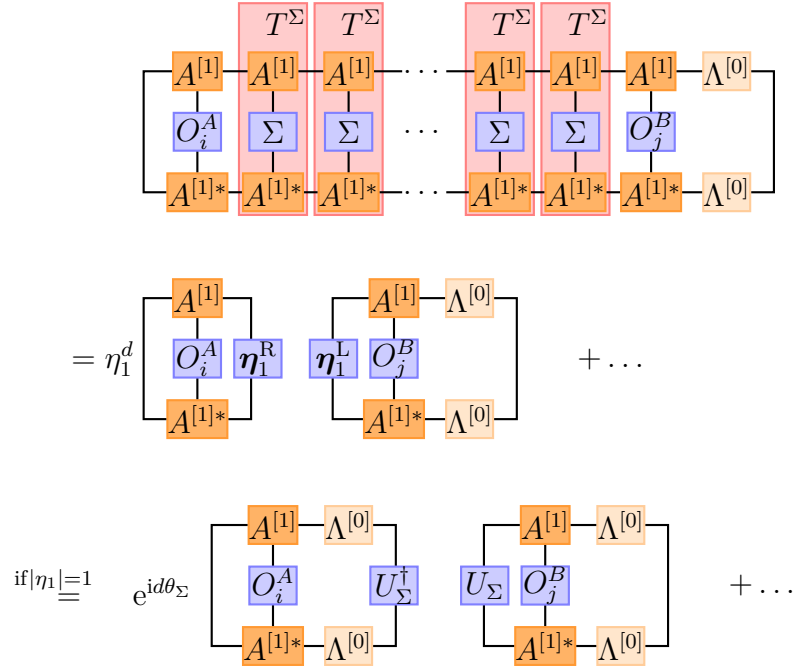 T^Σ T^Σ T^Σ T^Σ
A^{[1]} A^{[1]} A^{[1]} ⋯ A^{[1]} A^{[1]} A^{[1]} Λ^{[0]}
O_i^A Σ Σ ⋯ Σ Σ O_j^B
A^{[1]*} A^{[1]*} A^{[1]*} ⋯ A^{[1]*} A^{[1]*} A^{[1]*} Λ^{[0]}
A^{[1]} A^{[1]} Λ^{[0]}
= η_1^d O_i^A η_1^R η_1^L O_j^B + …
A^{[1]*} A^{[1]*} Λ^{[0]}
A^{[1]} Λ^{[0]} A^{[1]} Λ^{[0]}
if|η_1|=1 = e^{idθ_Σ} O_i^A U_Σ^† U_Σ O_j^B + …
A^{[1]*} Λ^{[0]} A^{[1]*} Λ^{[0]}